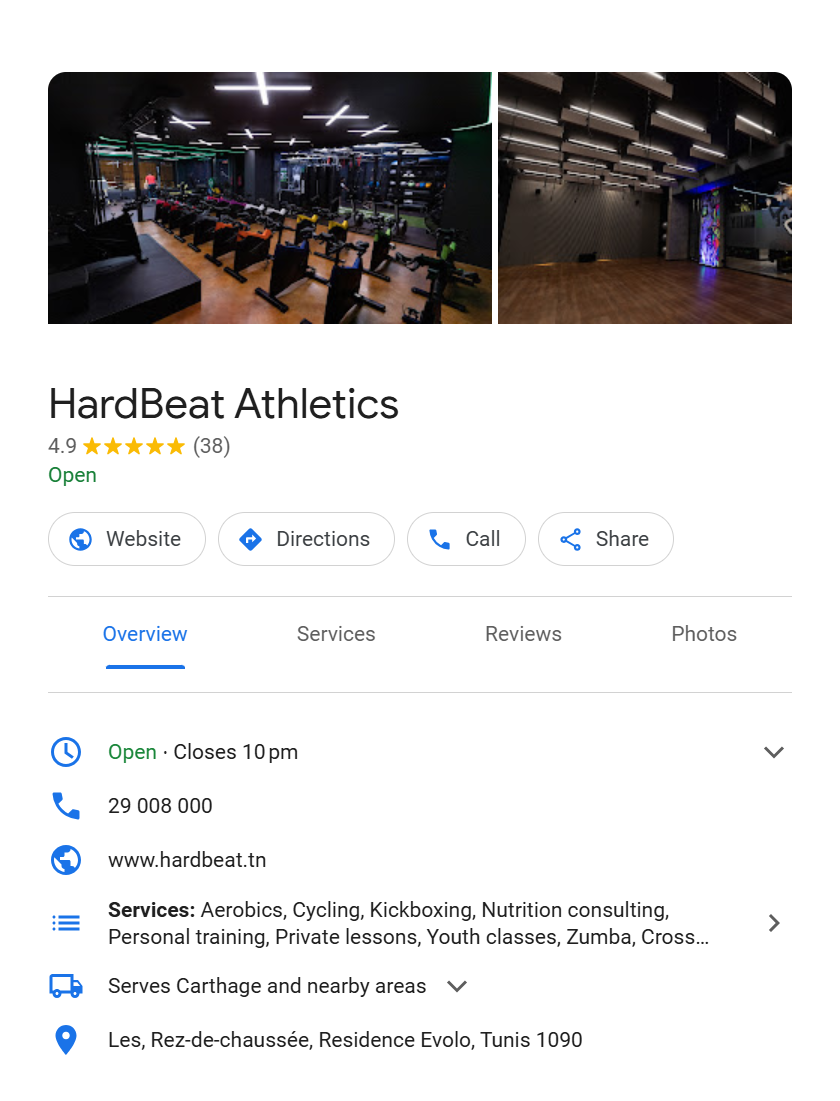 HardBeat Athletics
4.9 (38)
Open
Website Directions Call Share
Overview Services Reviews Photos
Open · Closes 10 pm
29 008 000
www.hardbeat.tn
Services: Aerobics, Cycling, Kickboxing, Nutrition consulting,
Personal training, Private lessons, Youth classes, Zumba, Cross…
Serves Carthage and nearby areas
Les, Rez-de-chaussée, Residence Evolo, Tunis 1090